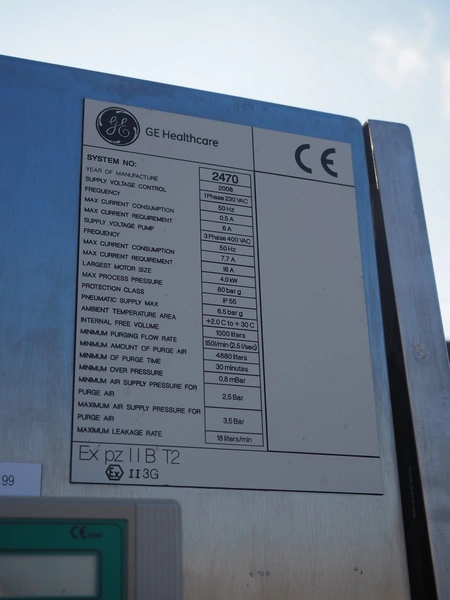 GE GE Healthcare CE
SYSTEM NO: 2470
YEAR OF MANUFACTURE 2008
SUPPLY VOLTAGE CONTROL 1 Phase 230 VAC
FREQUENCY 50 Hz
MAX CURRENT CONSUMPTION 0.5 A
MAX CURRENT REQUIREMENT 6 A
SUPPLY VOLTAGE PUMP 3 Phase 400 VAC
FREQUENCY 50 Hz
MAX CURRENT CONSUMPTION 7.7 A
MAX CURRENT REQUIREMENT 16 A
LARGEST MOTOR SIZE 4.0 kW
MAX PROCESS PRESSURE 80 bar g
PROTECTION CLASS IP 55
PNEUMATIC SUPPLY MAX 6.5 bar g
AMBIENT TEMPERATURE AREA +2.0 C to + 30 C
INTERNAL FREE VOLUME 1000 liters
MINIMUM PURGING FLOW RATE 150l/min (2.5 l/sec)
MINIMUM AMOUNT OF PURGE AIR 4880 liters
MINIMUM OF PURGE TIME 30 minutes
MINIMUM OVER PRESSURE 0.8 mBar
MINIMUM AIR SUPPLY PRESSURE FOR
PURGE AIR 2,5 Bar
MAXIMUM AIR SUPPLY PRESSURE FOR
PURGE AIR 3,5 Bar
MAXIMUM LEAKAGE RATE 18 liters/min
Ex pz II B T2
Ex II 3G
99
CE